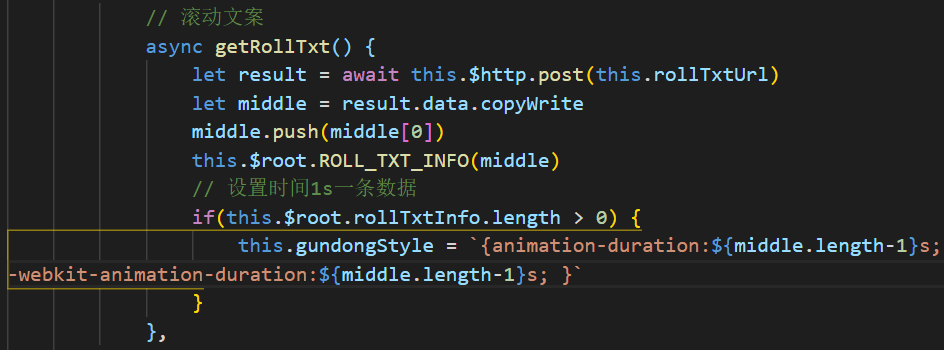 // 滚动文案
async getRollTxt() {
let result = await this.$http.post(this.rollTxtUrl)
let middle = result.data.copyWrite
middle.push(middle[0])
this.$root.ROLL_TXT_INFO(middle)
// 设置时间1s一条数据
if(this.$root.rollTxtInfo.length > 0) {
this.gundongStyle = `{animation-duration:${middle.length-1}s;
-webkit-animation-duration:${middle.length-1}s; }`
}
},